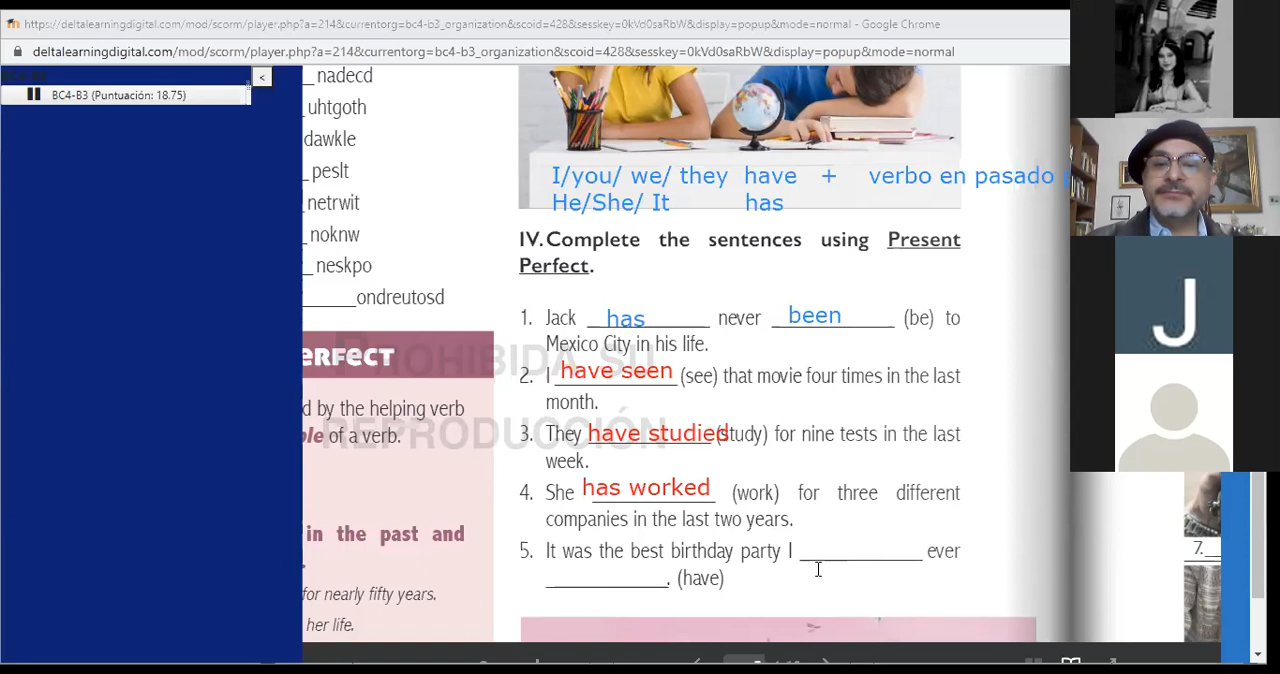 https://deltalearningdigital.com/mod/scorm/player.php?a=214&currentorg=bc4-b3_organization&scoid=428&sesskey=0kVd0saRbW&display=popup&mode=normal - Google Chrome
deltalearningdigital.com/mod/scorm/player.php?a=214&currentorg=bc4-b3_organization&scoid=428&sesskey=0kVd0saRbW&display=popup&mode=normal
BC4-B3
<
BC4-B3 (Puntuación: 18.75)
_nadecd
_uhtgoth
dawkle
_peslt
_netrwit
_noknw
_neskpo
______ondreutosd
ERFECT
d by the helping verb
ple of a verb.
in the past and
for nearly fifty years.
her life.
I/you/ we/ they have + verbo en pasado
He/She/ It has
IV. Complete the sentences using Present
Perfect.
1. Jack has never been (be) to
Mexico City in his life.
2. I have seen (see) that movie four times in the last
month.
3. They have studied (study) for nine tests in the last
week.
4. She has worked (work) for three different
companies in the last two years.
5. It was the best birthday party I ____________ ever
____________. (have)
PROHIBIDA SU
REPRODUCCIÓN
J
7.__